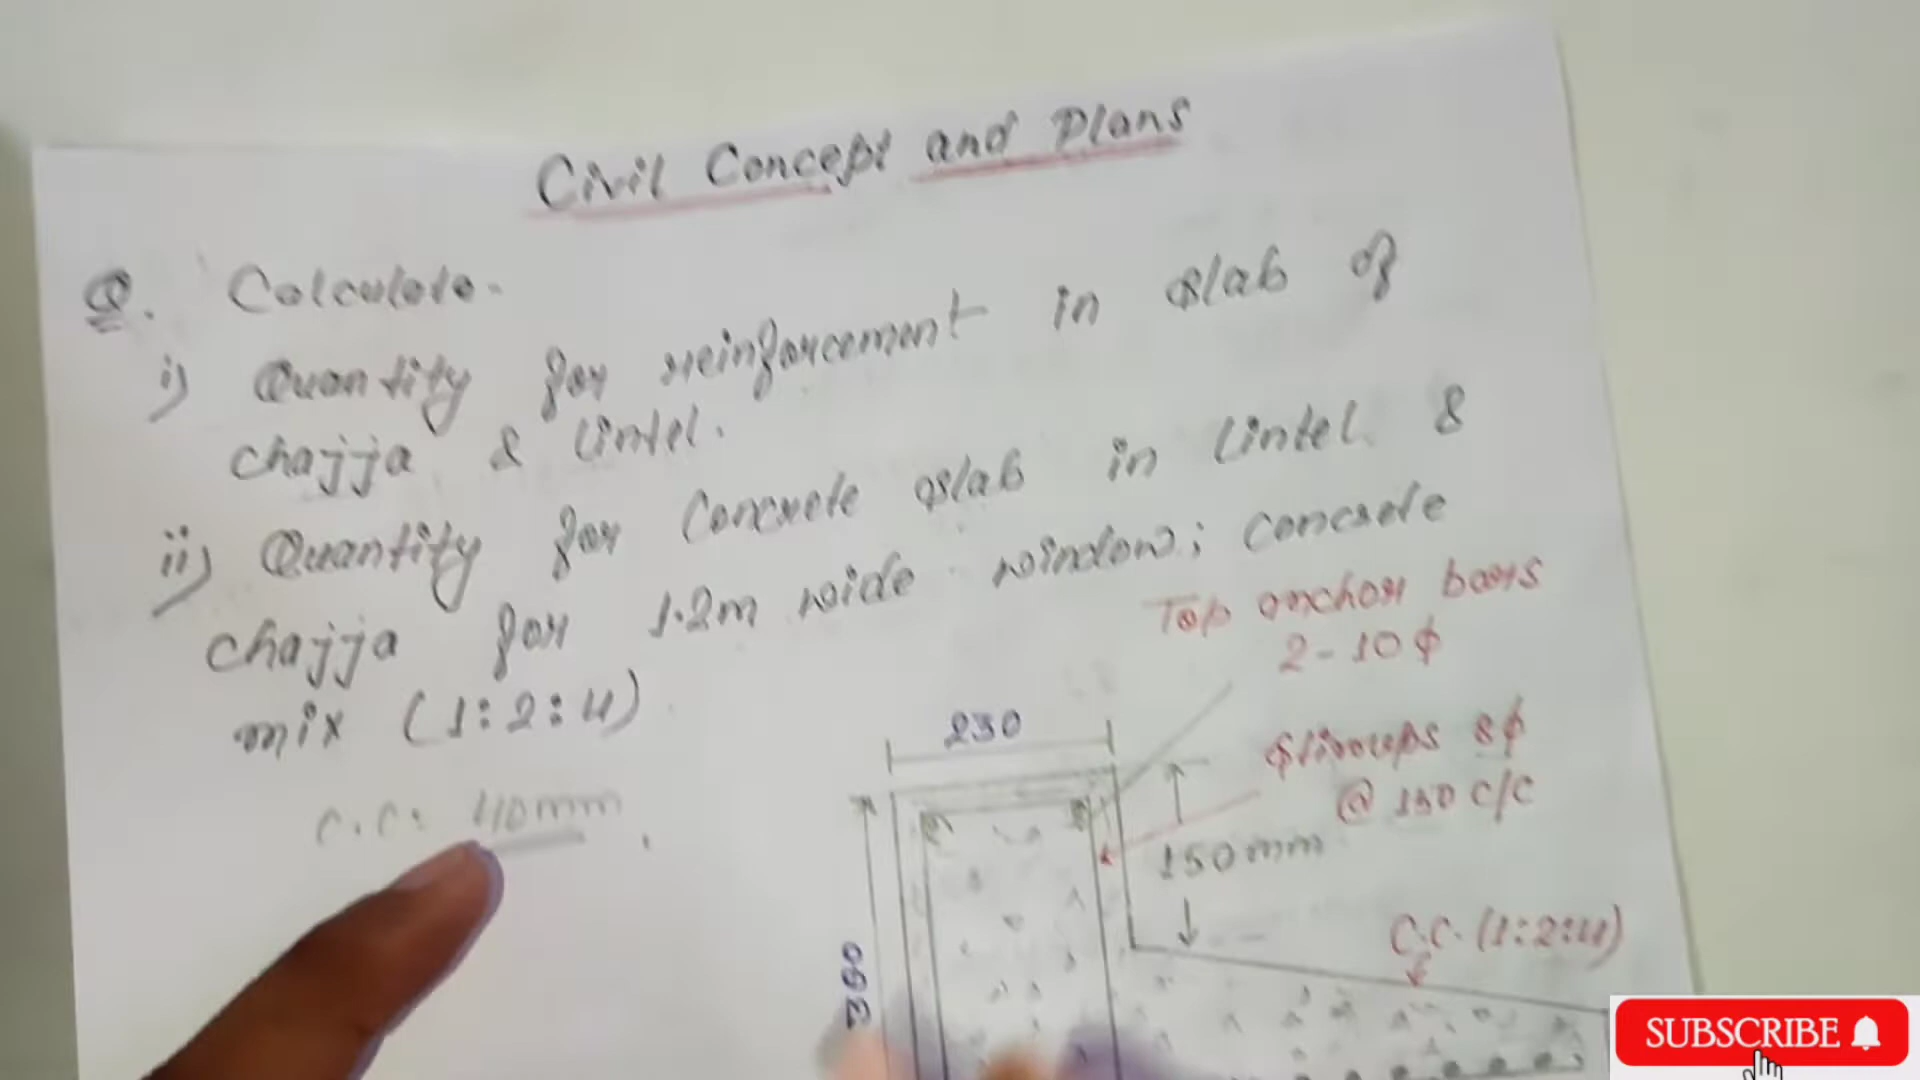 Civil Concept and Plans
Q. Calculate.
i) Quantity for reinforcement in slab of
chajja & lintel.
ii) Quantity for Concrete slab in lintel &
chajja for 1.2m wide window; concrete
mix (1:2:4)
Top anchor bars
2-10ϕ
230
Stirrups 8ϕ
@ 150 c/c
C.C: 40mm
150mm
C.C. (1:2:4)
SUBSCRIBE